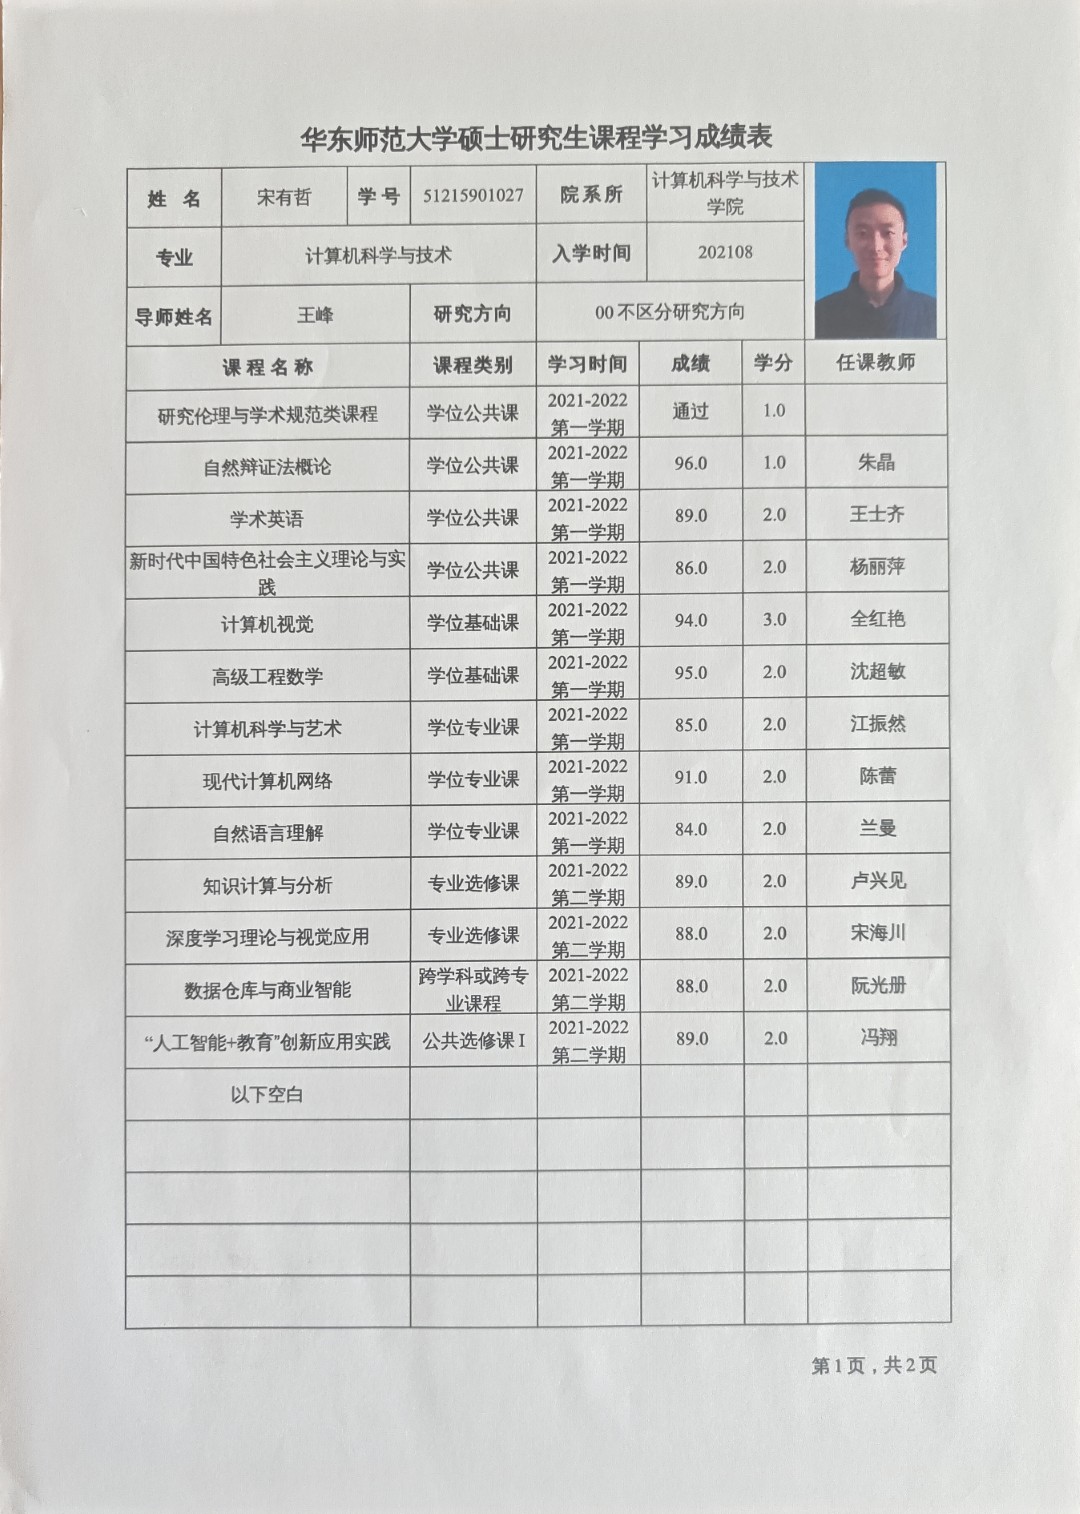 华东师范大学硕士研究生课程学习成绩表
姓 名 宋有哲 学 号 51215901027 院系所 计算机科学与技术
学院
专业 计算机科学与技术 入学时间 202108
导师姓名 王峰 研究方向 00 不区分研究方向
课 程 名 称 课程类别 学习时间 成绩 学分 任课教师
研究伦理与学术规范类课程 学位公共课 2021-2022
第一学期 通过 1.0
自然辩证法概论 学位公共课 2021-2022
第一学期 96.0 1.0 朱晶
学术英语 学位公共课 2021-2022
第一学期 89.0 2.0 王士齐
新时代中国特色社会主义理论与实
践 学位公共课 2021-2022
第一学期 86.0 2.0 杨丽萍
计算机视觉 学位基础课 2021-2022
第一学期 94.0 3.0 全红艳
高级工程数学 学位基础课 2021-2022
第一学期 95.0 2.0 沈超敏
计算机科学与艺术 学位专业课 2021-2022
第一学期 85.0 2.0 江振然
现代计算机网络 学位专业课 2021-2022
第一学期 91.0 2.0 陈蕾
自然语言理解 学位专业课 2021-2022
第一学期 84.0 2.0 兰曼
知识计算与分析 专业选修课 2021-2022
第二学期 89.0 2.0 卢兴见
深度学习理论与视觉应用 专业选修课 2021-2022
第二学期 88.0 2.0 宋海川
数据仓库与商业智能 跨学科或跨专
业课程 2021-2022
第二学期 88.0 2.0 阮光册
“人工智能+教育”创新应用实践 公共选修课 I 2021-2022
第二学期 89.0 2.0 冯翔
以下空白
第 1 页，共 2 页